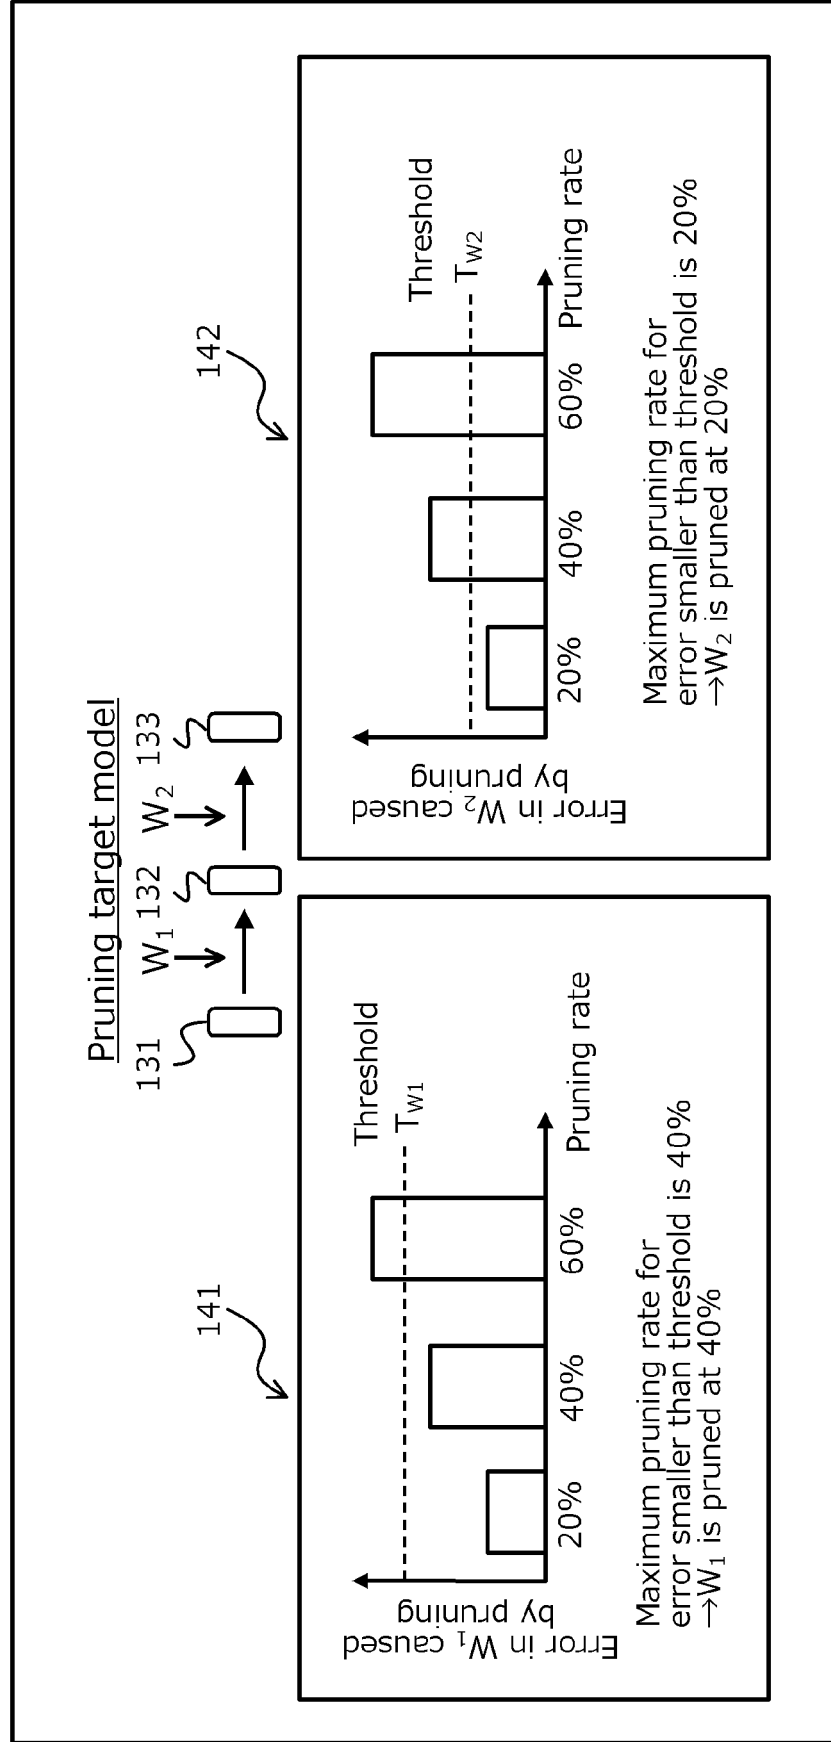 Pruning target model
W₁
W₂
131
132
133
141
Error in W₁ caused
by pruning
Threshold
T_W1
20%
40%
60%
Pruning rate
Maximum pruning rate for
error smaller than threshold is 40%
→W₁ is pruned at 40%
142
Error in W₂ caused
by pruning
Threshold
T_W2
20%
40%
60%
Pruning rate
Maximum pruning rate for
error smaller than threshold is 20%
→W₂ is pruned at 20%